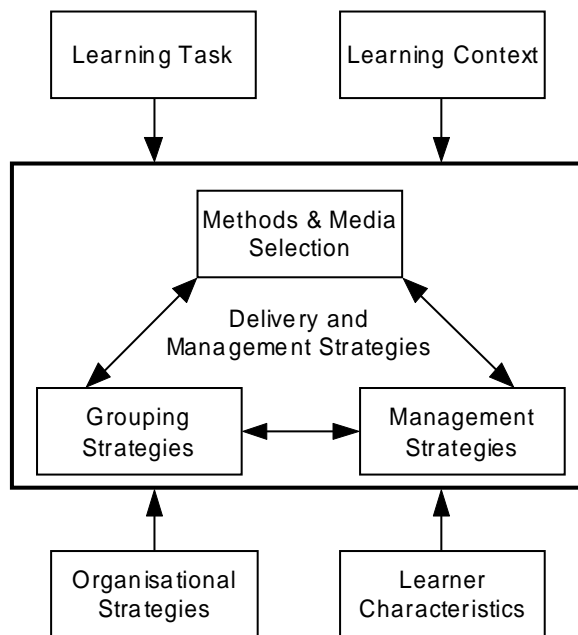 Learning Task
Learning Context
Methods & Media
Selection
Delivery and
Management Strategies
Grouping
Strategies
Management
Strategies
Organisational
Strategies
Learner
Characteristics